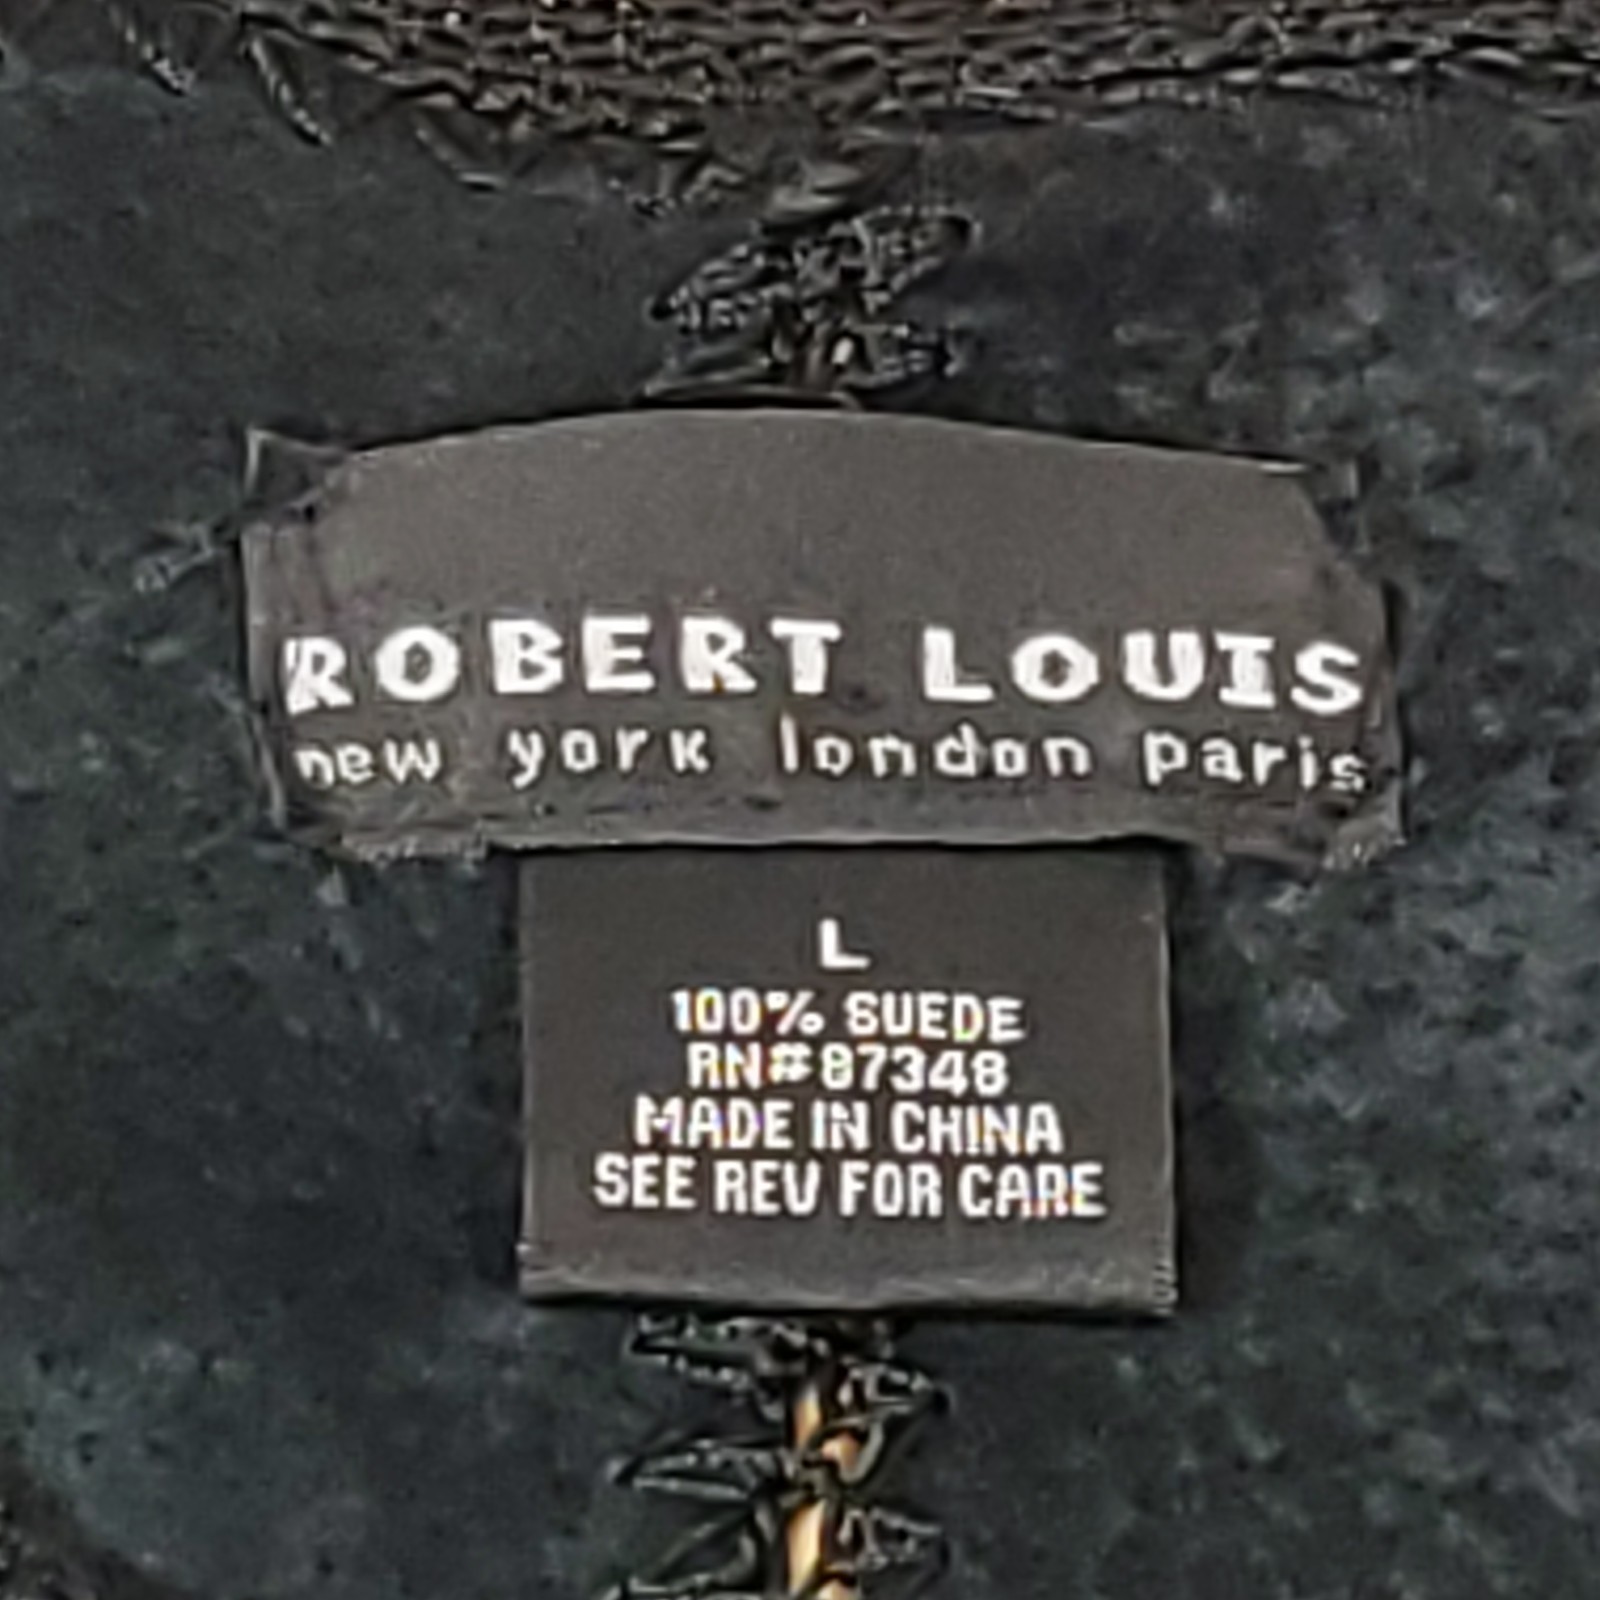 ROBERT LOUIS
new york london paris
L
100% SUEDE
RN#87348
MADE IN CHINA
SEE REV FOR CARE